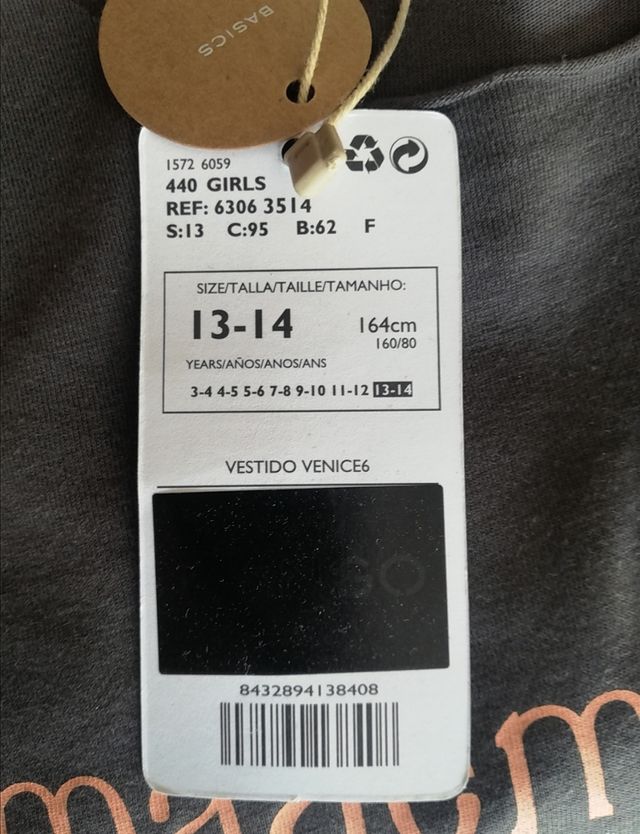 BASICS
1572 6059
440 GIRLS
REF: 6306 3514
S:13 C:95 B:62 F
SIZE/TALLA/TAILLE/TAMANHO:
13-14 164cm
160/80
YEARS/AÑOS/ANOS/ANS
3-4 4-5 5-6 7-8 9-10 11-12 13-14
VESTIDO VENICE6
8432894138408